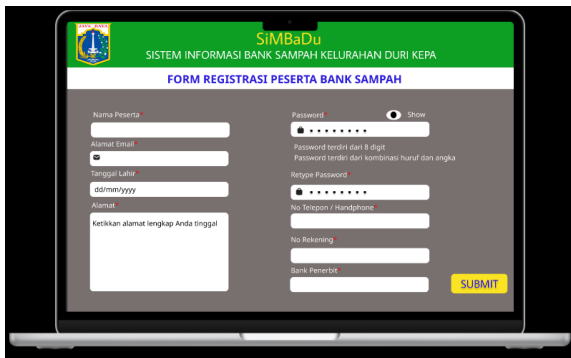 JAYA RAYA
SiMBaDu
SISTEM INFORMASI BANK SAMPAH KELURAHAN DURI KEPA
FORM REGISTRASI PESERTA BANK SAMPAH
Nama Peserta*
Alamat Email*
Tanggal Lahir*
dd/mm/yyyy
Alamat*
Ketikkan alamat lengkap Anda tinggal
Password*
Show
Password terdiri dari 8 digit
Password terdiri dari kombinasi huruf dan angka
Retype Password*
No Telepon / Handphone*
No Rekening*
Bank Penerbit*
SUBMIT